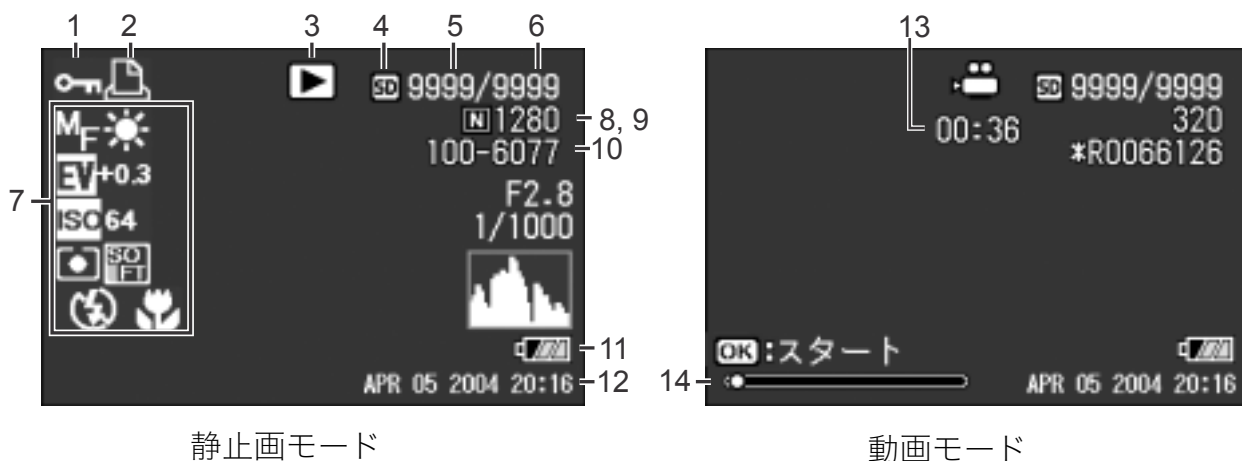 1 2 3 4 5 6
SD 9999/9999
N 1280 8, 9
100-6077 10
MF
EV +0.3
7
ISO 64
SO
FT
F2.8
1/1000
11
APR 05 2004 20:16 12
静止画モード
13
SD 9999/9999
00:36
320
*R0066126
OK:スタート
14
APR 05 2004 20:16
動画モード